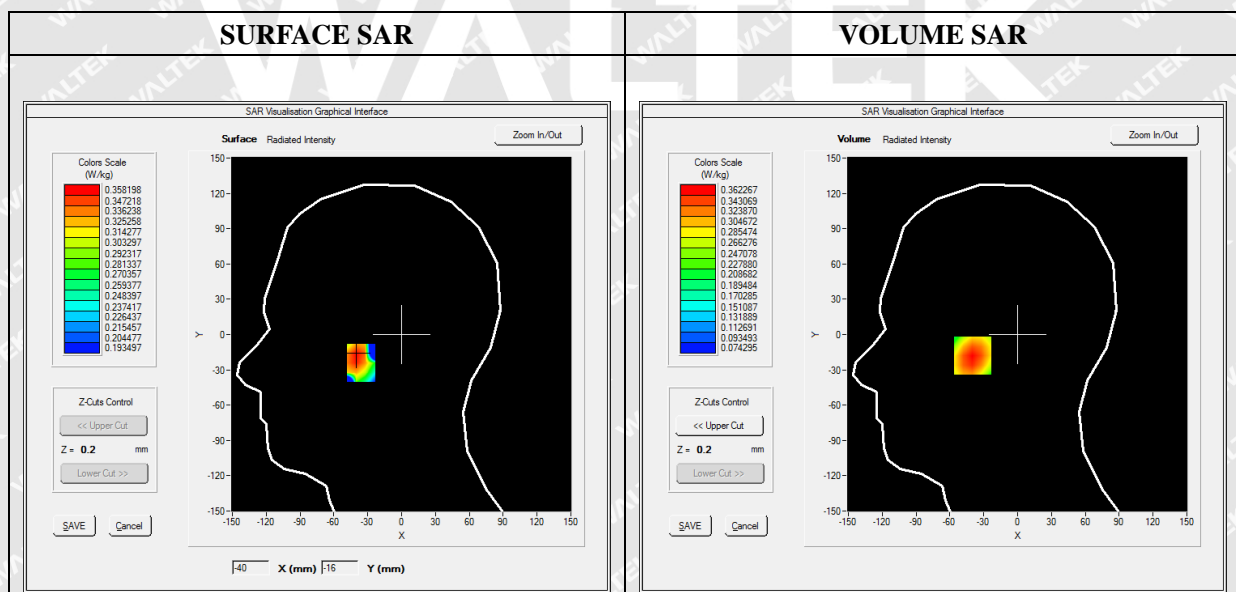 WALTEK
SURFACE SAR
VOLUME SAR
SAR Visualisation Graphical Interface
Surface Radiated Intensity
Zoom In/Out
Colors Scale
(W/kg)
0.358198
0.347218
0.336238
0.325258
0.314277
0.303297
0.292317
0.281337
0.270357
0.259377
0.248397
0.237417
0.226437
0.215457
0.204477
0.193497
Z-Cuts Control
<< Upper Cut
Z = 0.2 mm
Lower Cut >>
SAVE Cancel
150
120
90
60
30
0
-30
-60
-90
-120
-150
Y
-150 -120 -90 -60 -30 0 30 60 90 120 150
X
-40 X (mm) -16 Y (mm)
SAR Visualisation Graphical Interface
Volume Radiated Intensity
Zoom In/Out
Colors Scale
(W/kg)
0.362267
0.343069
0.323870
0.304672
0.285474
0.266276
0.247078
0.227880
0.208682
0.189484
0.170285
0.151087
0.131889
0.112691
0.093493
0.074295
Z-Cuts Control
<< Upper Cut
Z = 0.2 mm
Lower Cut >>
SAVE Cancel
150
120
90
60
30
0
-30
-60
-90
-120
-150
Y
-150 -120 -90 -60 -30 0 30 60 90 120 150
X